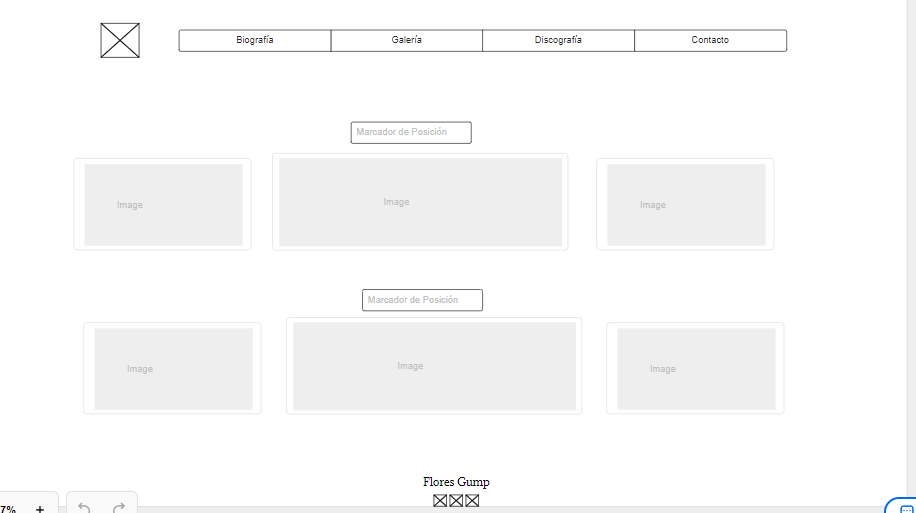 Biografía
Galería
Discografía
Contacto
Marcador de Posición
Image
Image
Image
Marcador de Posición
Image
Image
Image
Flores Gump
7%
+